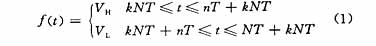 f(t) = { V_H kNT ≤ t ≤ nT + kNT
V_L kNT + nT ≤ t ≤ NT + kNT (1)